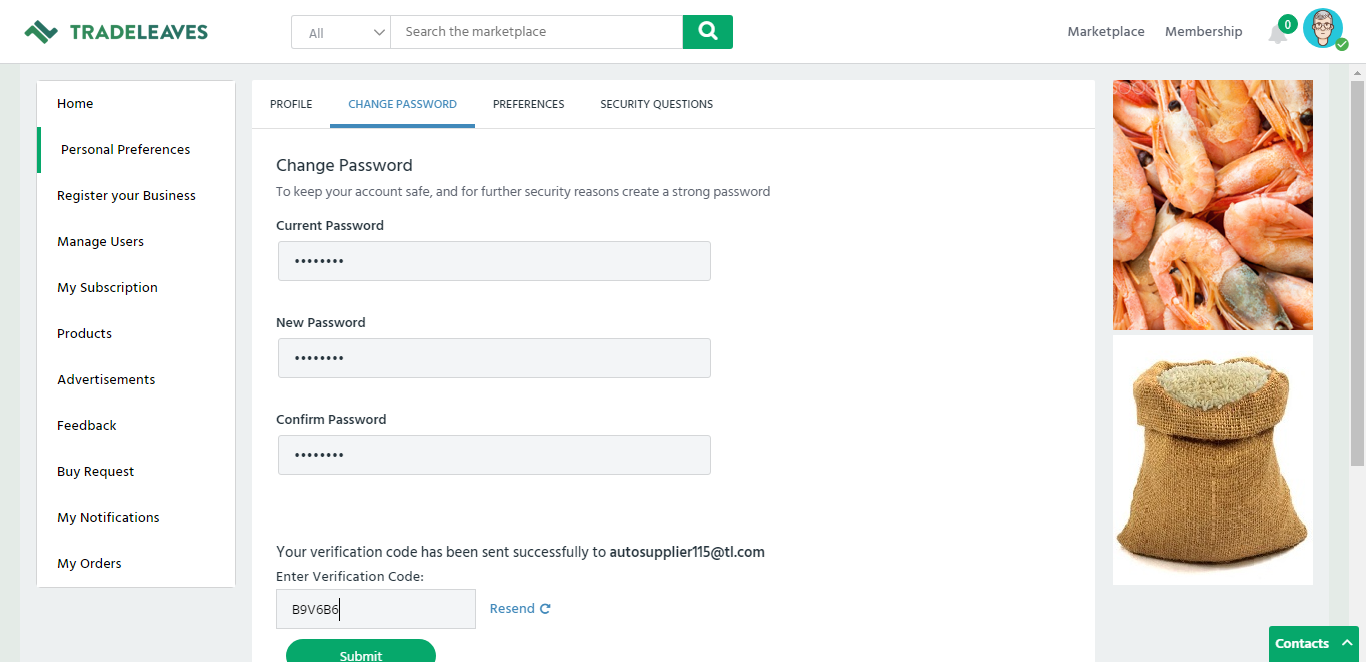 TRADELEAVES
All
Search the marketplace
Marketplace
Membership
0
Home
Personal Preferences
Register your Business
Manage Users
My Subscription
Products
Advertisements
Feedback
Buy Request
My Notifications
My Orders
PROFILE
CHANGE PASSWORD
PREFERENCES
SECURITY QUESTIONS
Change Password
To keep your account safe, and for further security reasons create a strong password
Current Password
••••••••
New Password
••••••••
Confirm Password
••••••••
Your verification code has been sent successfully to autosupplier115@tl.com
Enter Verification Code:
B9V6B6
Resend
Submit
Contacts